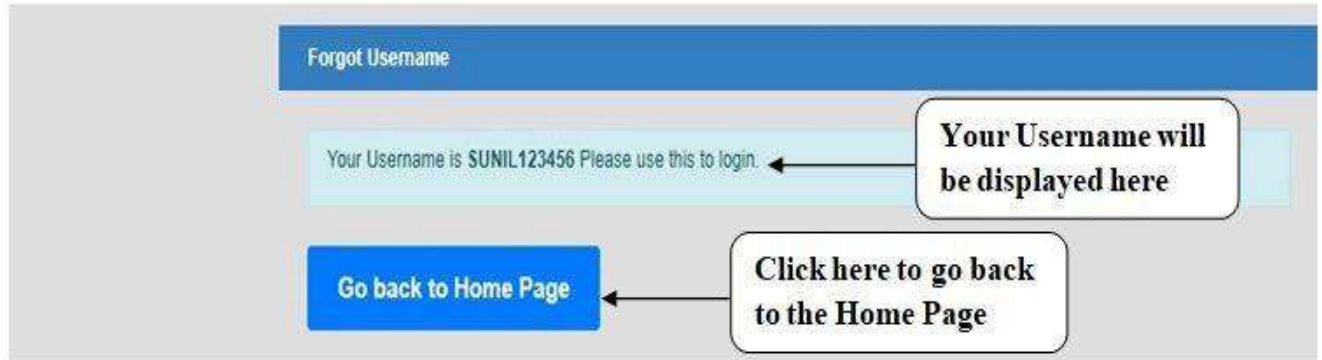 Forgot Username
Your Username is SUNIL123456 Please use this to login.
Your Username will
be displayed here
Go back to Home Page
Click here to go back
to the Home Page